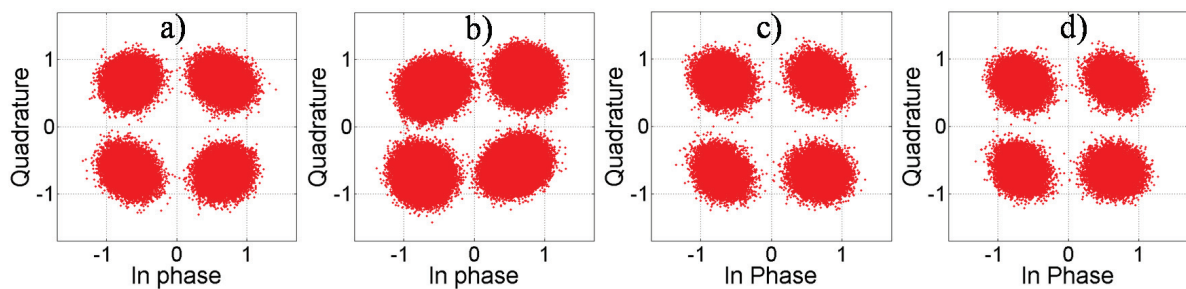 a) b) c) d)
Quadrature Quadrature Quadrature Quadrature
1 1 1 1
0 0 0 0
-1 -1 -1 -1
-1 0 1 -1 0 1 -1 0 1 -1 0 1
In phase In phase In Phase In Phase